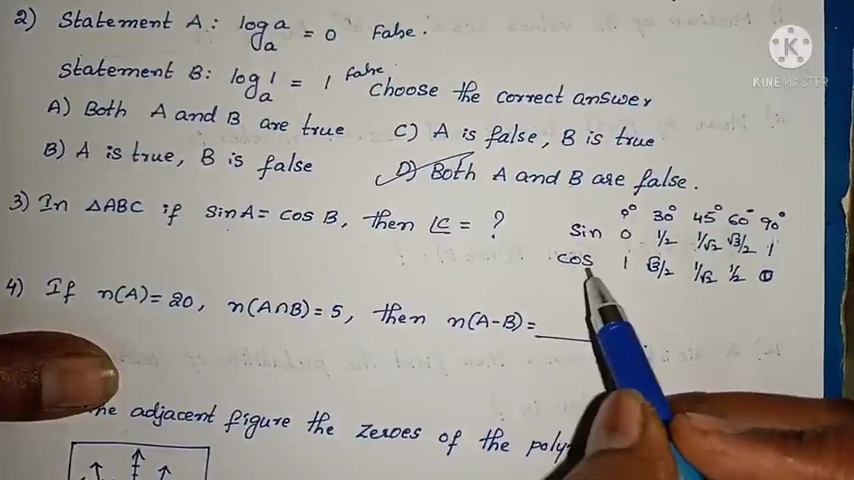 2) Statement A: log_a^a = 0 False.
Statement B: log_a^1 = 1 false
Choose the correct answer
A) Both A and B are true
C) A is false, B is true
B) A is true, B is false
D) Both A and B are false.
3) In ΔABC if sin A = cos B, then ∠C = ?
0° 30° 45° 60° 90°
Sin 0 1/2 1/√2 √3/2 1
cos 1 √3/2 1/√2 1/2 0
4) If n(A)=20, n(A∩B)=5, then n(A-B)=
he adjacent figure the zeroes of the poly
KINEMASTER